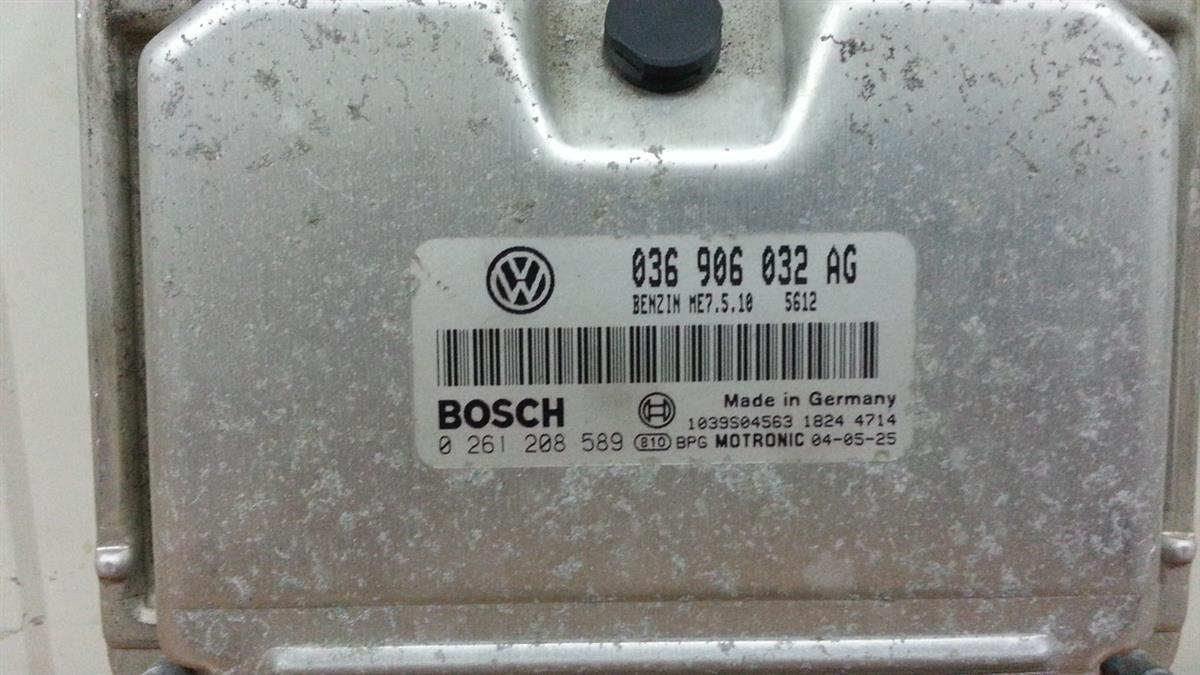 036 906 032 AG
BENZIN ME7.5.10 5612
BOSCH
Made in Germany
1039S04563 1824 4714
0 261 208 589 810 BPG MOTRONIC 04-05-25